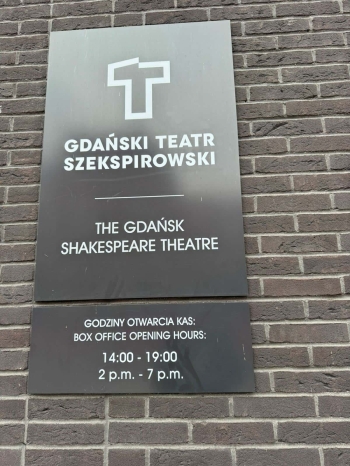 GDAŃSKI TEATR
SZEKSPIROWSKI
THE GDAŃSK
SHAKESPEARE THEATRE
GODZINY OTWARCIA KAS:
BOX OFFICE OPENING HOURS:
14:00 - 19:00
2 p.m. - 7 p.m.